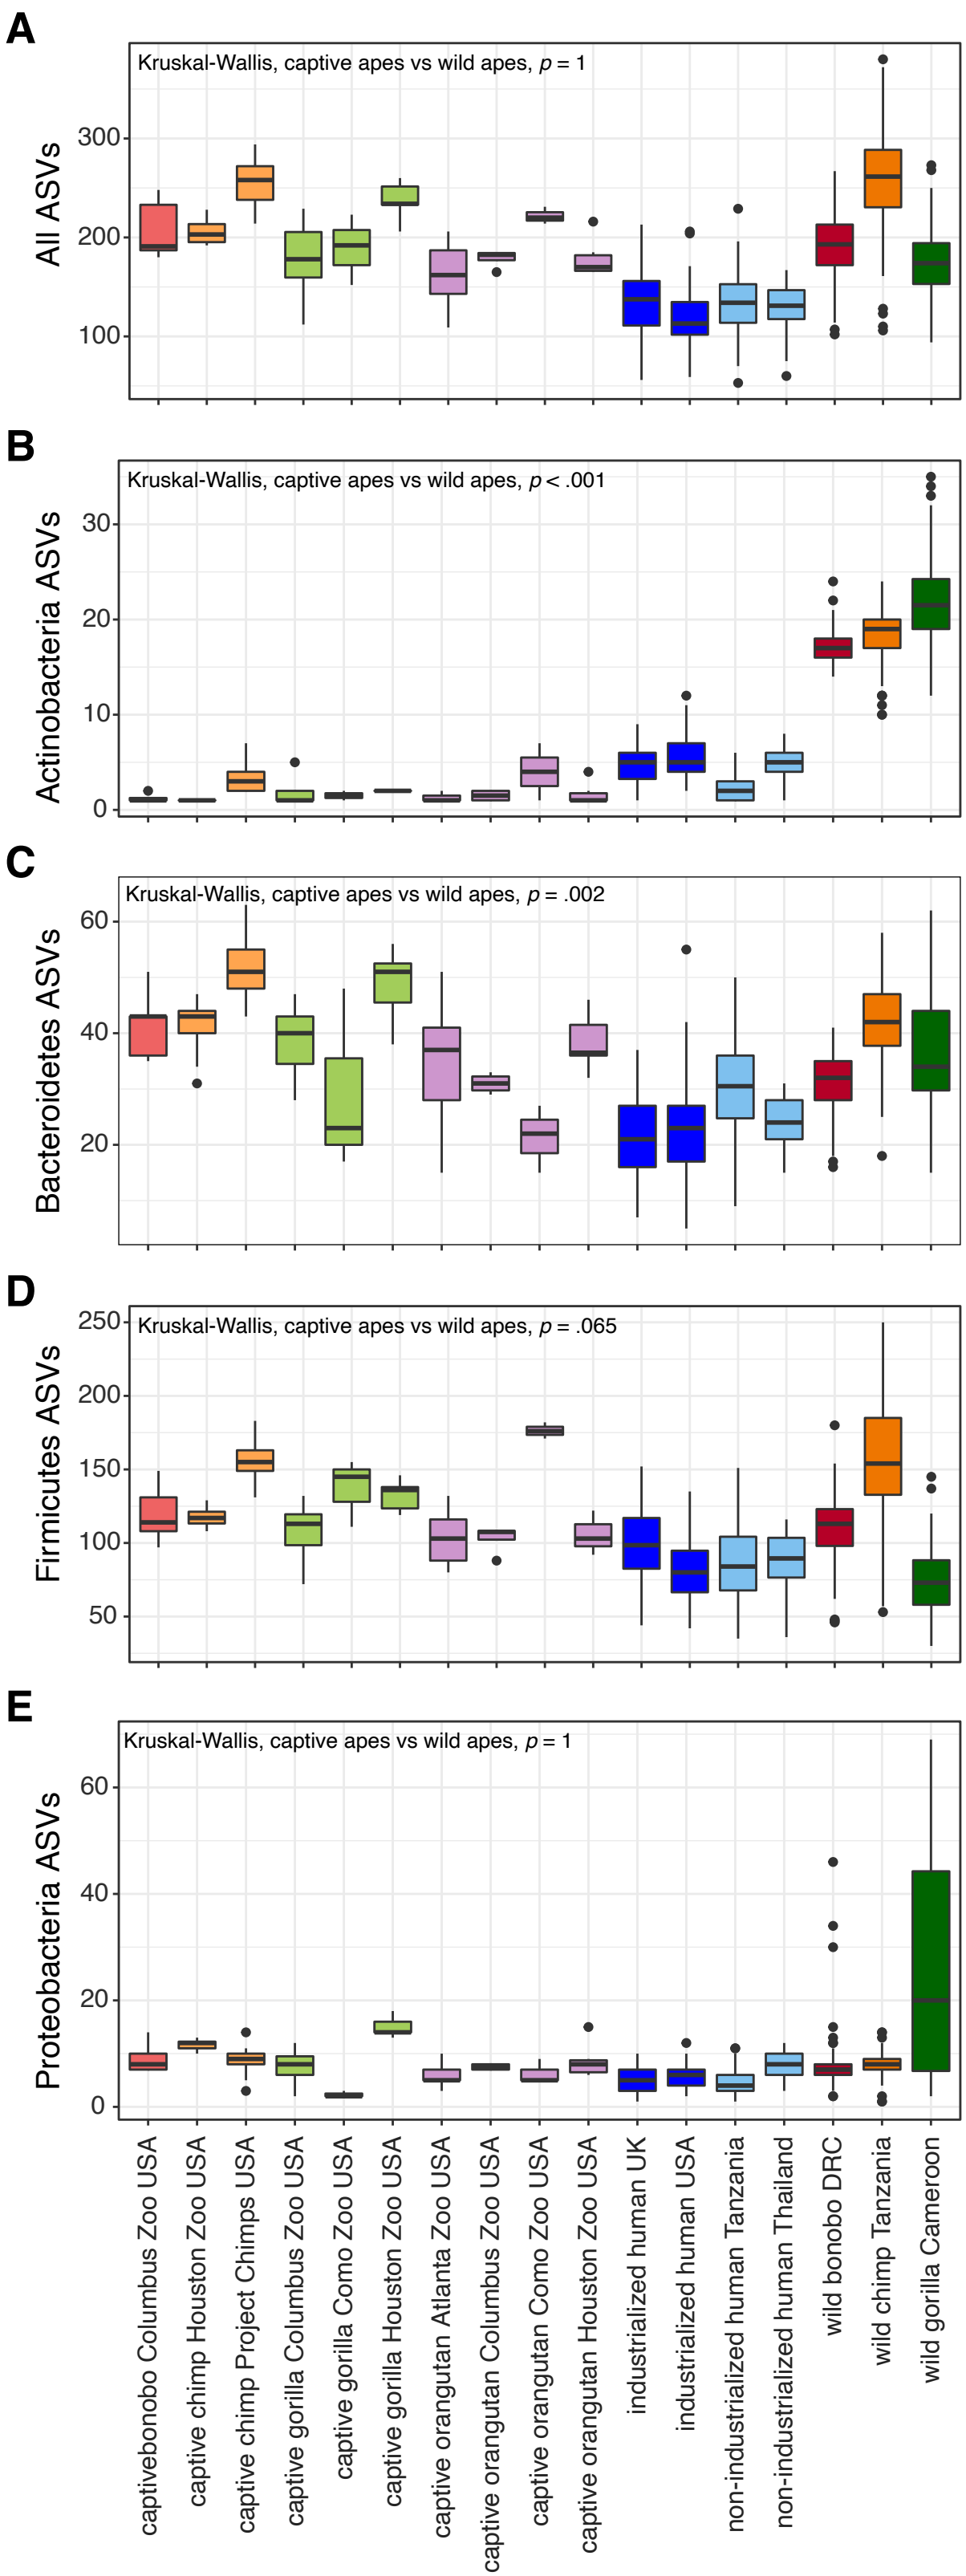 A
Kruskal-Wallis, captive apes vs wild apes, p = 1
All ASVs
300
200
100
B
Kruskal-Wallis, captive apes vs wild apes, p < .001
Actinobacteria ASVs
30
20
10
0
C
Kruskal-Wallis, captive apes vs wild apes, p = .002
Bacteroidetes ASVs
60
40
20
D
Kruskal-Wallis, captive apes vs wild apes, p = .065
Firmicutes ASVs
250
200
150
100
50
E
Kruskal-Wallis, captive apes vs wild apes, p = 1
Proteobacteria ASVs
60
40
20
0
captivebonobo Columbus Zoo USA
captive chimp Houston Zoo USA
captive chimp Project Chimps USA
captive gorilla Columbus Zoo USA
captive gorilla Como Zoo USA
captive gorilla Houston Zoo USA
captive orangutan Atlanta Zoo USA
captive orangutan Columbus Zoo USA
captive orangutan Como Zoo USA
captive orangutan Houston Zoo USA
industrialized human UK
industrialized human USA
non-industrialized human Tanzania
non-industrialized human Thailand
wild bonobo DRC
wild chimp Tanzania
wild gorilla Cameroon